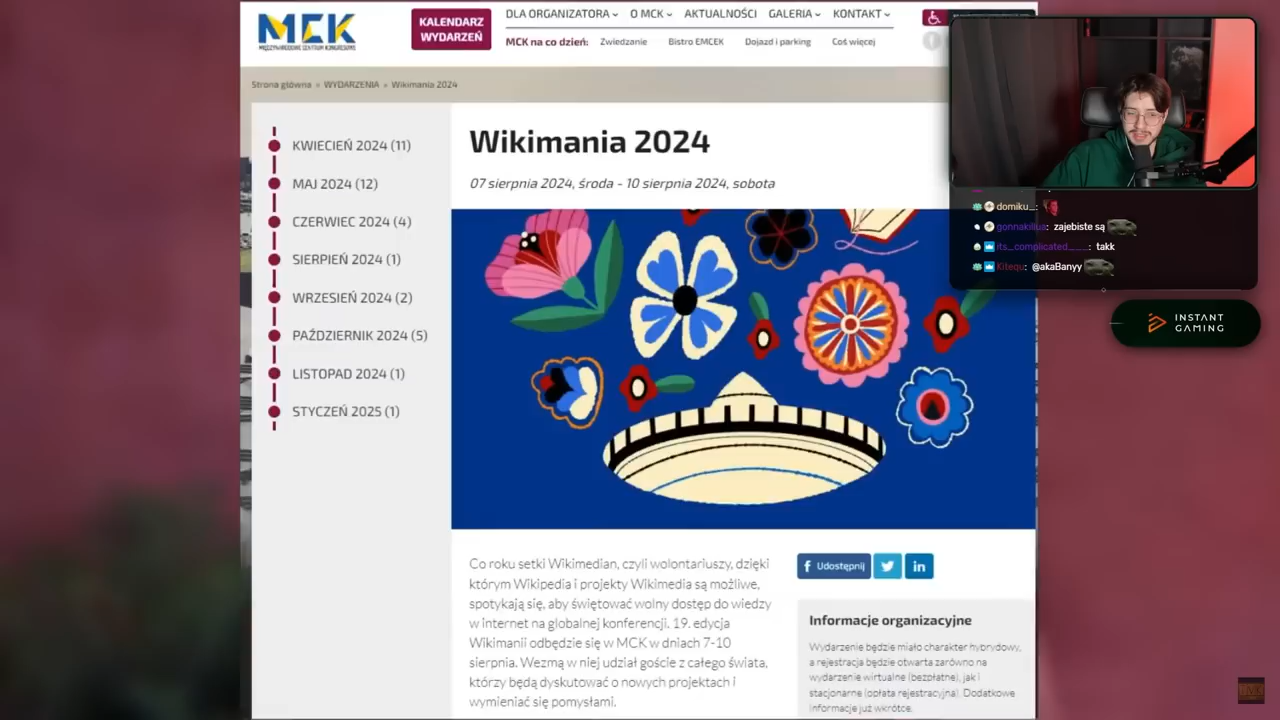 MCK
MIĘDZYNARODOWE CENTRUM KONGRESOWE
KALENDARZ
WYDARZEŃ
DLA ORGANIZATORA
O MCK
AKTUALNOŚCI
GALERIA
KONTAKT
MCK na co dzień:
Zwiedzanie
Bistro EMCEK
Dojazd i parking
Coś więcej
Strona główna » WYDARZENIA » Wikimania 2024
KWIECIEŃ 2024 (11)
MAJ 2024 (12)
CZERWIEC 2024 (4)
SIERPIEŃ 2024 (1)
WRZESIEŃ 2024 (2)
PAŹDZIERNIK 2024 (5)
LISTOPAD 2024 (1)
STYCZEŃ 2025 (1)
Wikimania 2024
07 sierpnia 2024, środa - 10 sierpnia 2024, sobota
domiku_:
gonnakillua: zajebiste są
its_complicated____: takk
Kitequ: @akaBanyy
INSTANT
GAMING
Co roku setki Wikimedian, czyli wolontariuszy, dzięki
którym Wikipedia i projekty Wikimedia są możliwe,
spotykają się, aby świętować wolny dostęp do wiedzy
w internet na globalnej konferencji. 19. edycja
Wikimanii odbędzie się w MCK w dniach 7-10
sierpnia. Wezmą w niej udział goście z całego świata,
którzy będą dyskutować o nowych projektach i
wymieniać się pomysłami.
Udostępnij
Informacje organizacyjne
Wydarzenie będzie miało charakter hybrydowy,
a rejestracja będzie otwarta zarówno na
wydarzenie wirtualne (bezpłatne), jak i
stacjonarne (opłata rejestracyjna). Dodatkowe
informacje już wkrótce.